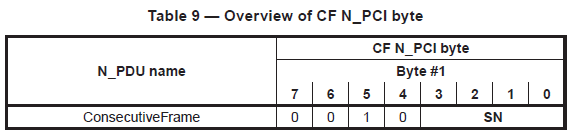 Table 9 — Overview of CF N_PCI byte
CF N_PCI byte
N_PDU name
Byte #1
7 6 5 4 3 2 1 0
ConsecutiveFrame 0 0 1 0 SN